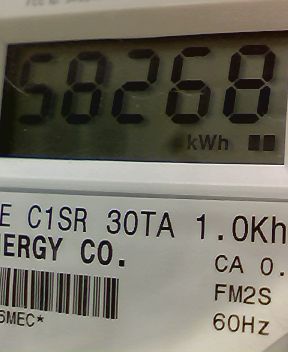 58268
kWh
E C1SR 30TA 1.0Kh
ERGY CO.
CA 0.
FM2S
6MEC*
60Hz